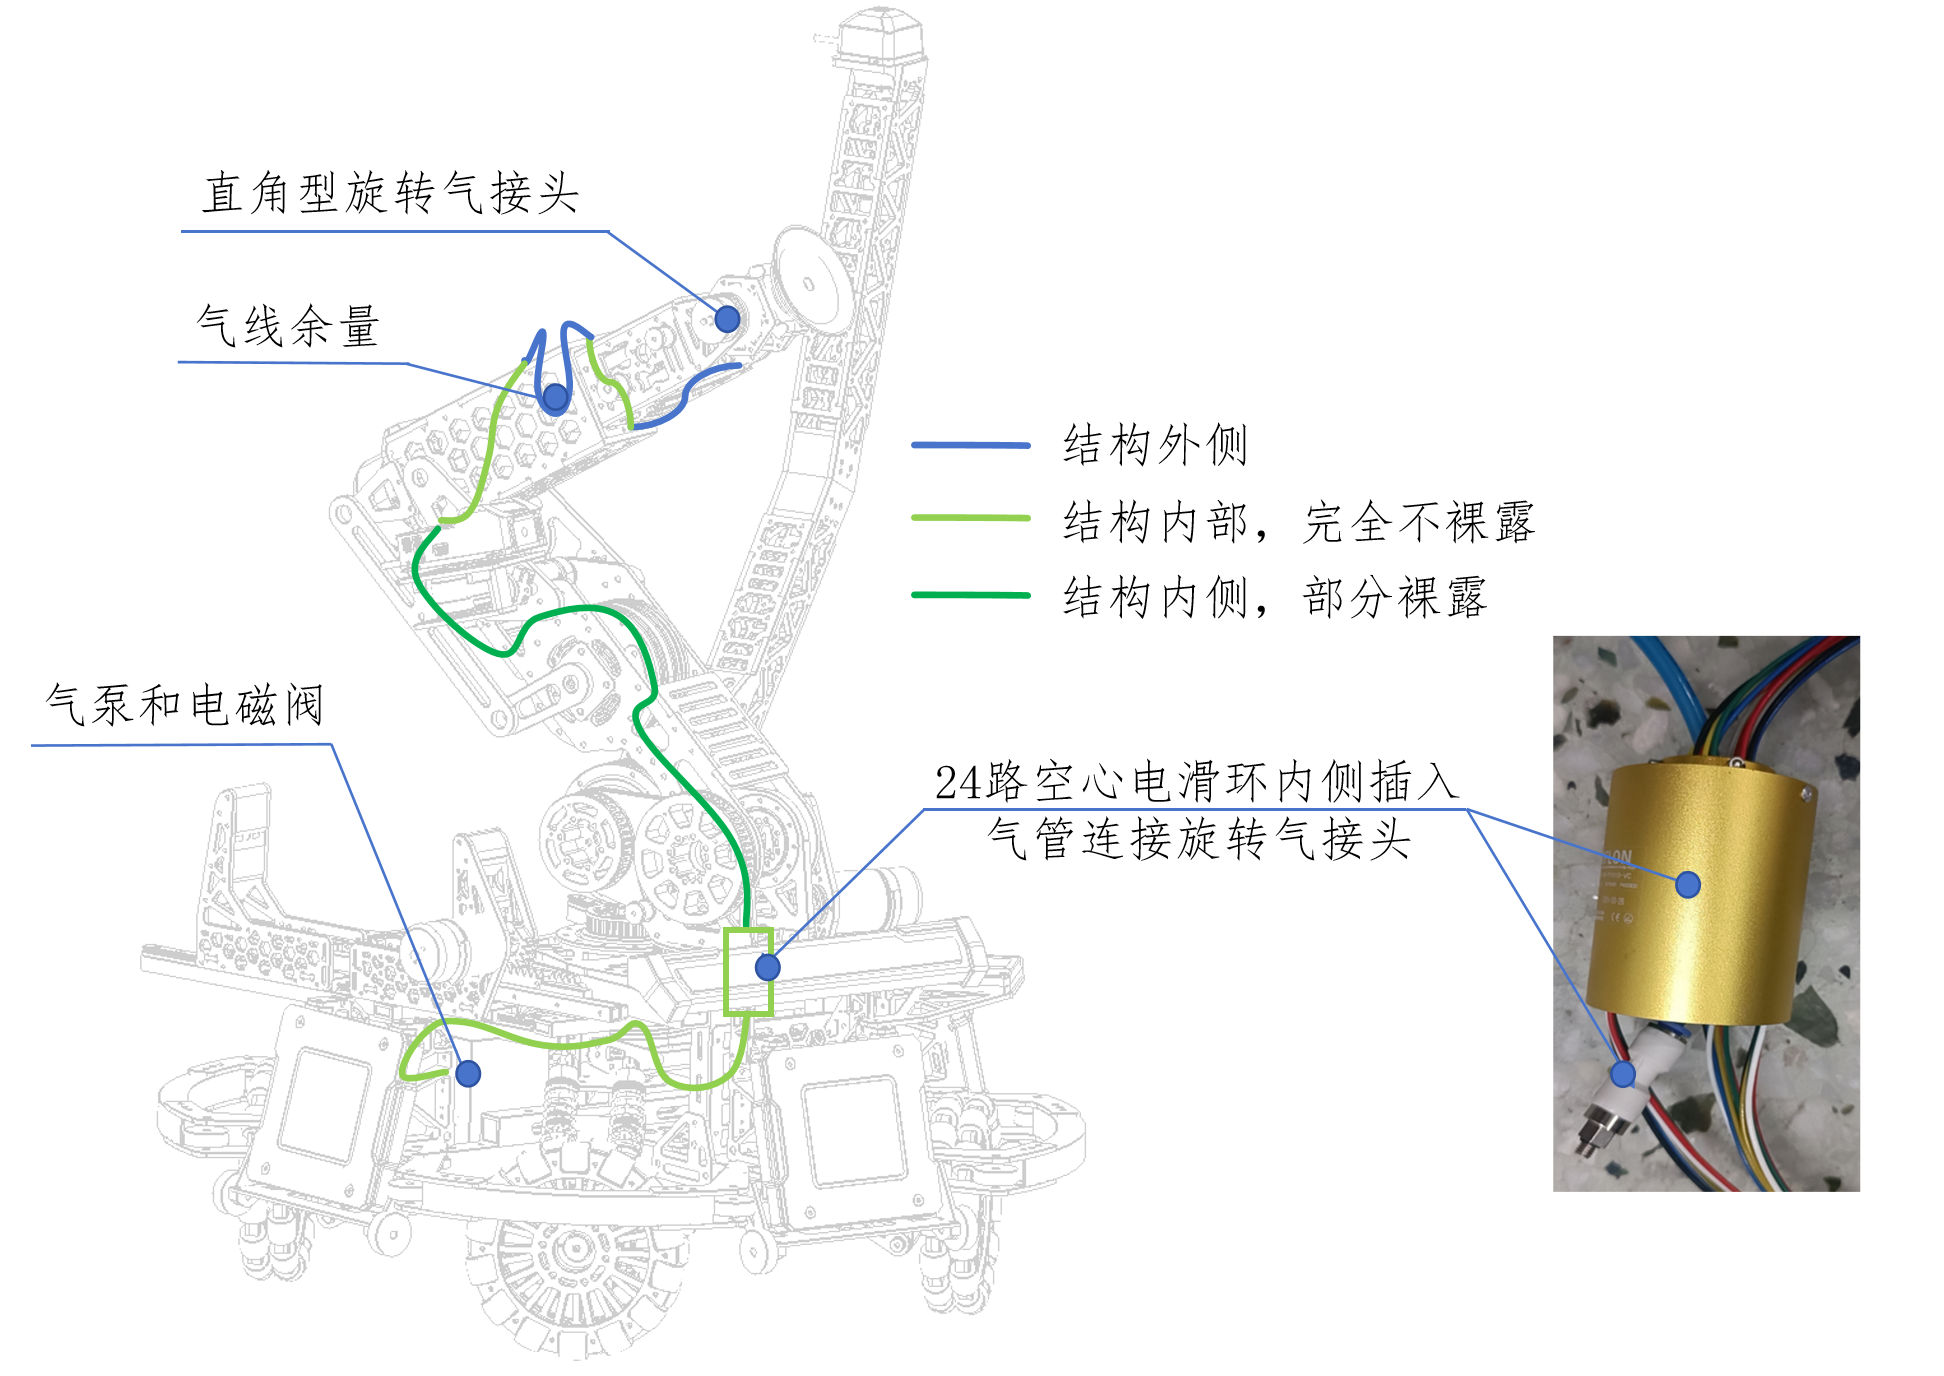 直角型旋转气接头
气线余量
结构外侧
结构内部，完全不裸露
结构内侧，部分裸露
气泵和电磁阀
24路空心电滑环内侧插入
气管连接旋转气接头